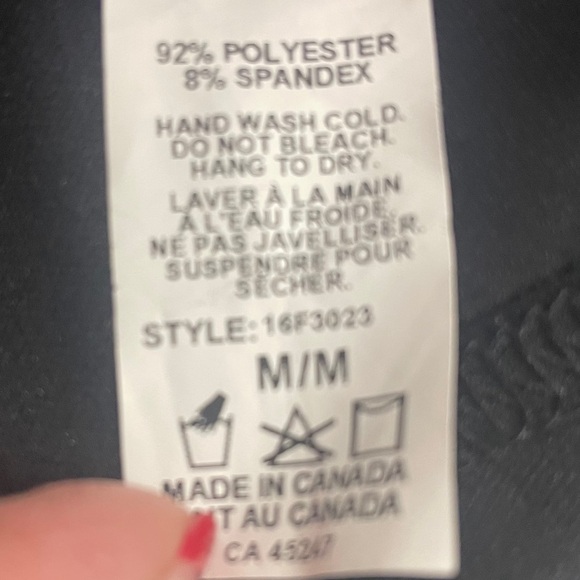 92% POLYESTER
8% SPANDEX
HAND WASH COLD.
DO NOT BLEACH.
HANG TO DRY.
LAVER À LA MAIN
À L'EAU FROIDE.
NE PAS JAVELLISER.
SUSPENDRE POUR
SÉCHER.
STYLE: 16F3023
M/M
MADE IN CANADA
AU CANADA
CA